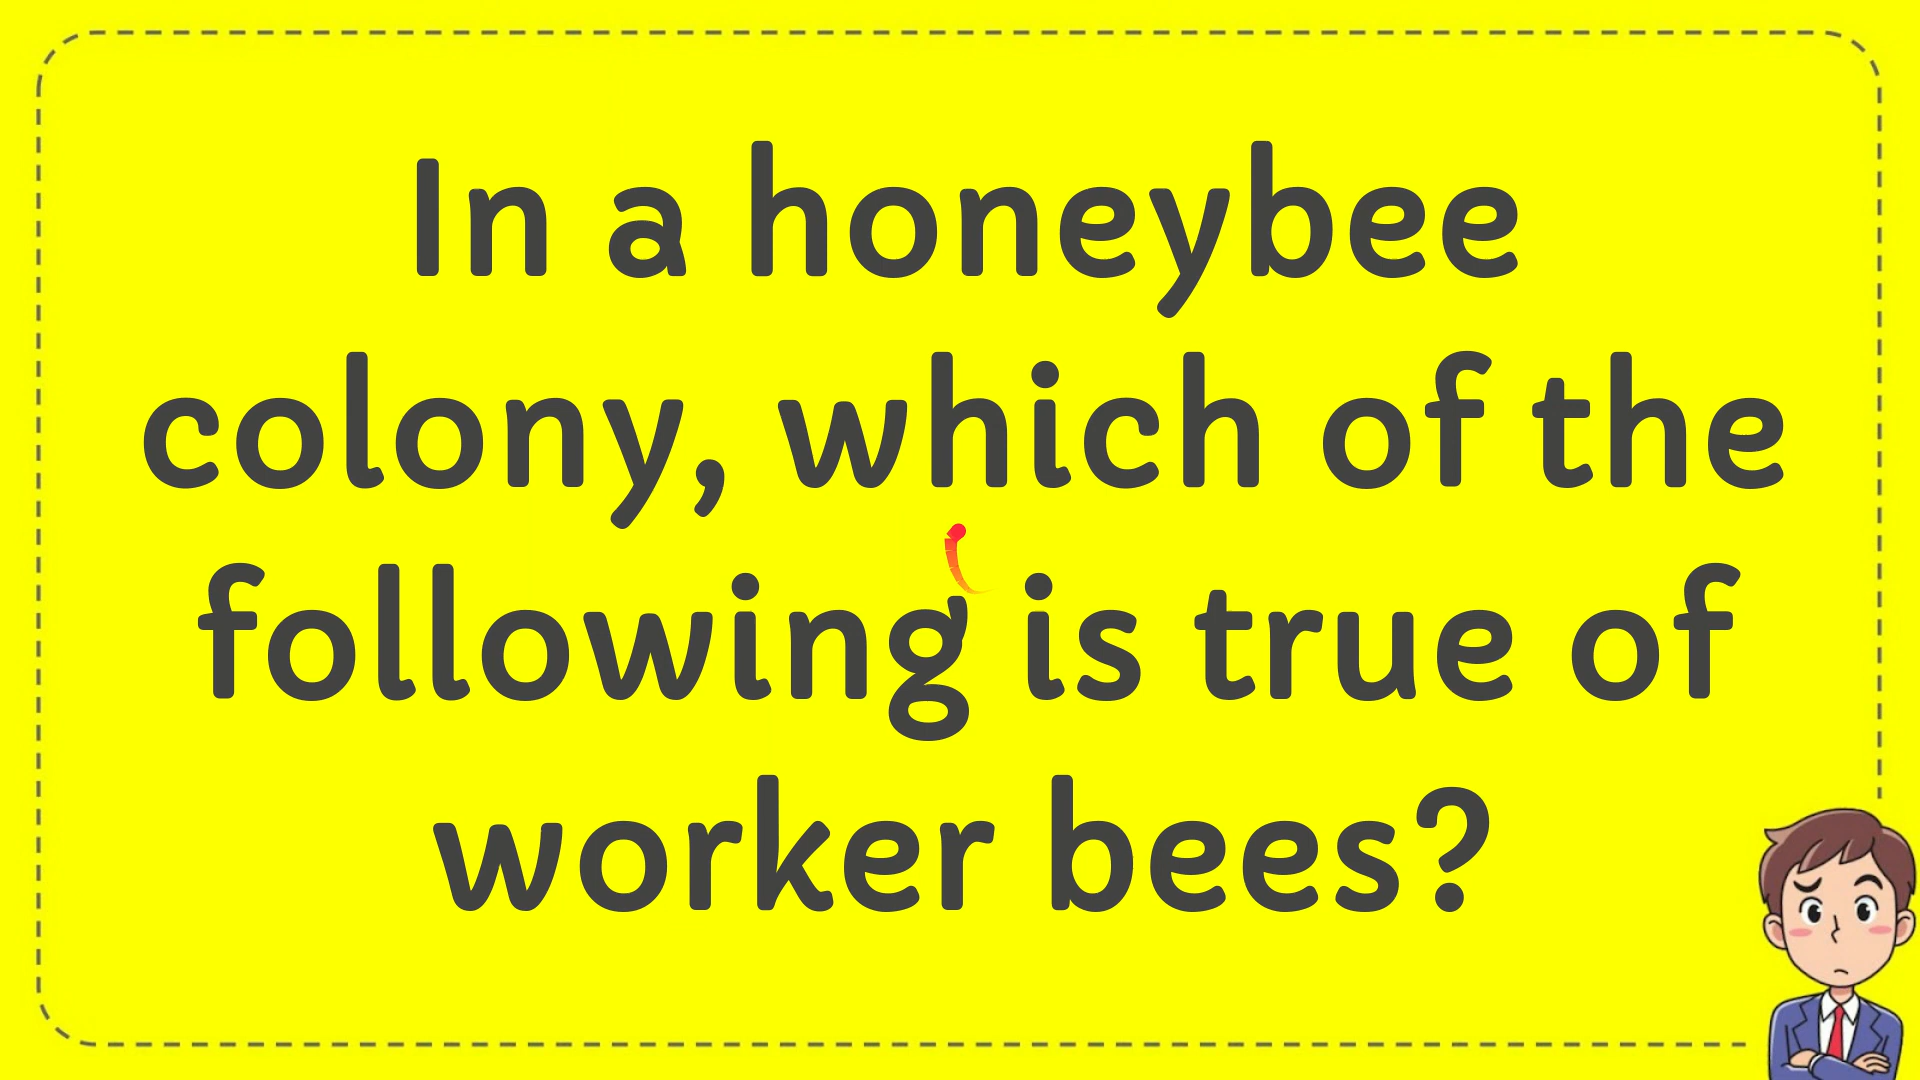 In a honeybee
colony, which of the
following is true of
worker bees?